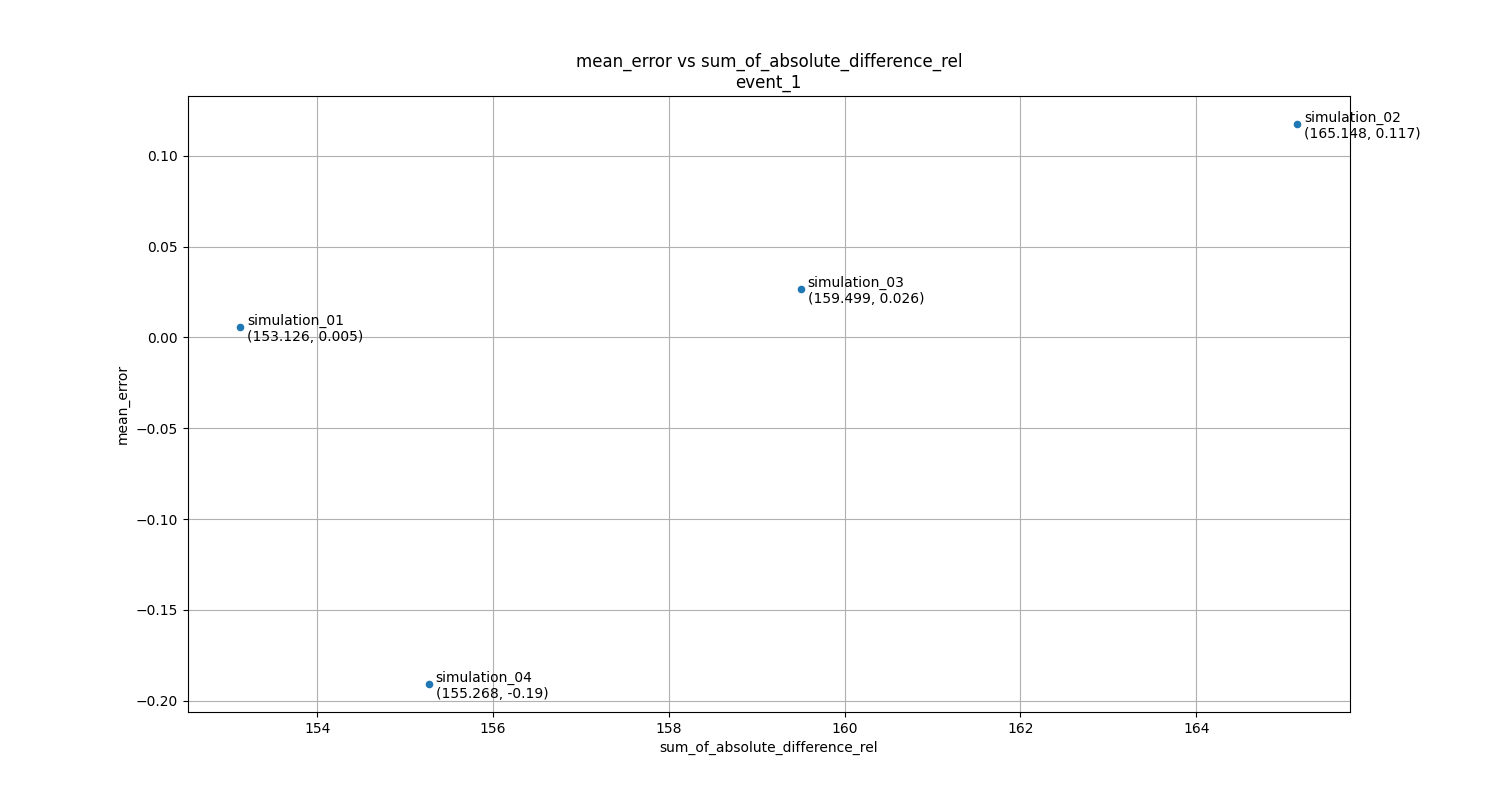 mean_error vs sum_of_absolute_difference_rel
event_1
simulation_02
(165.148, 0.117)
0.10
0.05
simulation_03
(159.499, 0.026)
simulation_01
(153.126, 0.005)
0.00
mean_error
−0.05
−0.10
−0.15
simulation_04
(155.268, -0.19)
−0.20
154
156
158
160
162
164
sum_of_absolute_difference_rel